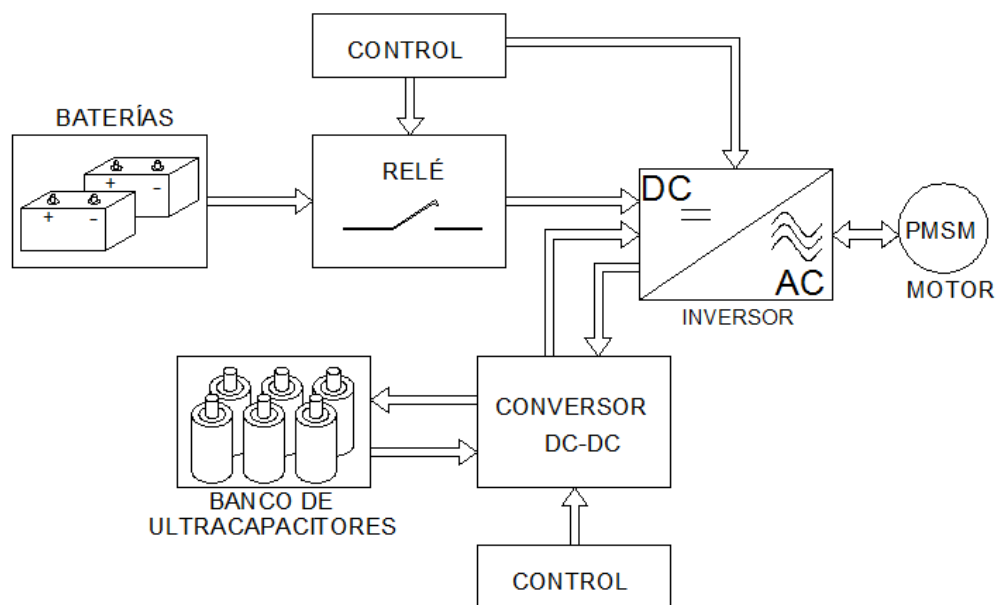 CONTROL
BATERÍAS
RELÉ
+ −
+ −
DC
AC
INVERSOR
PMSM
MOTOR
CONVERSOR
DC-DC
BANCO DE
ULTRACAPACITORES
CONTROL